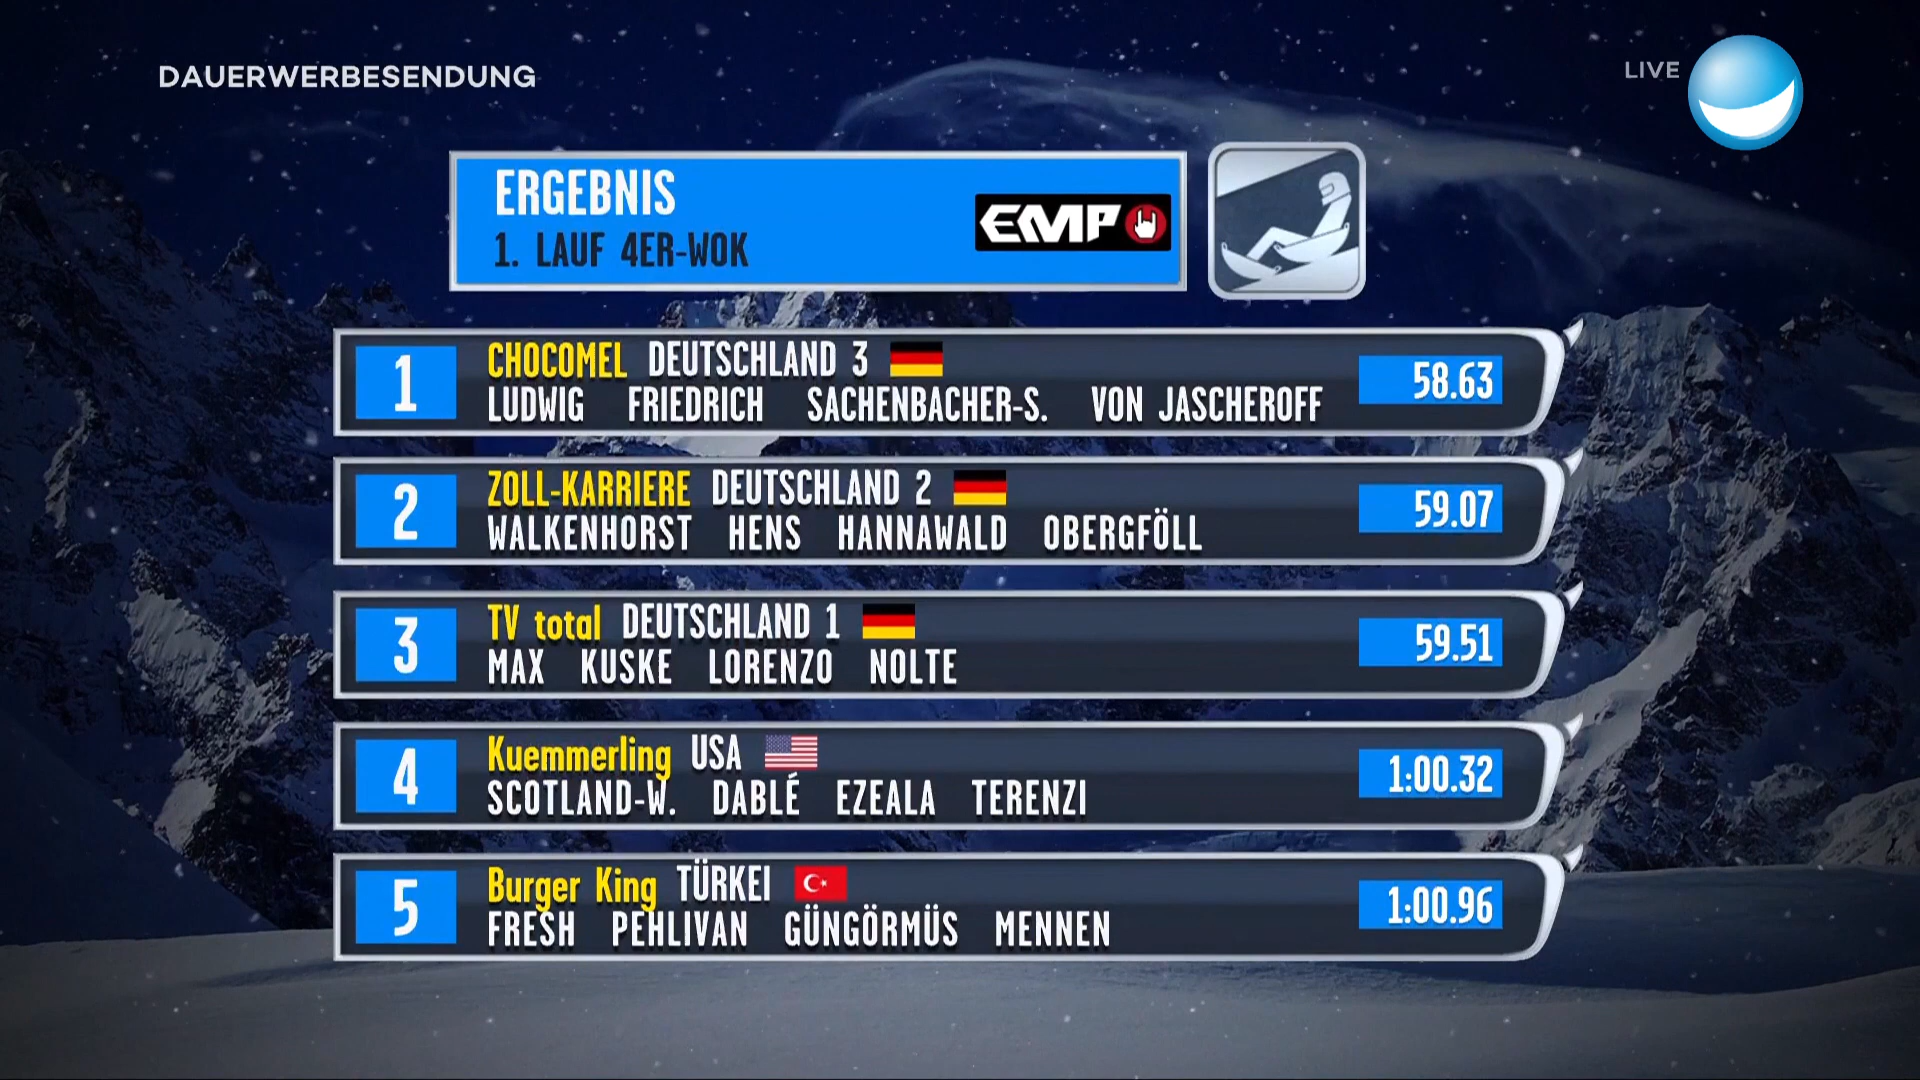 DAUERWERBESENDUNG
LIVE
ERGEBNIS
1. LAUF 4ER-WOK
EMP
1
CHOCOMEL DEUTSCHLAND 3
LUDWIG FRIEDRICH SACHENBACHER-S. VON JASCHEROFF
58.63
2
ZOLL-KARRIERE DEUTSCHLAND 2
WALKENHORST HENS HANNAWALD OBERGFÖLL
59.07
3
TV total DEUTSCHLAND 1
MAX KUSKE LORENZO NOLTE
59.51
4
Kuemmerling USA
SCOTLAND-W. DABLÉ EZEALA TERENZI
1:00.32
5
Burger King TÜRKEI
FRESH PEHLIVAN GÜNGÖRMÜS MENNEN
1:00.96